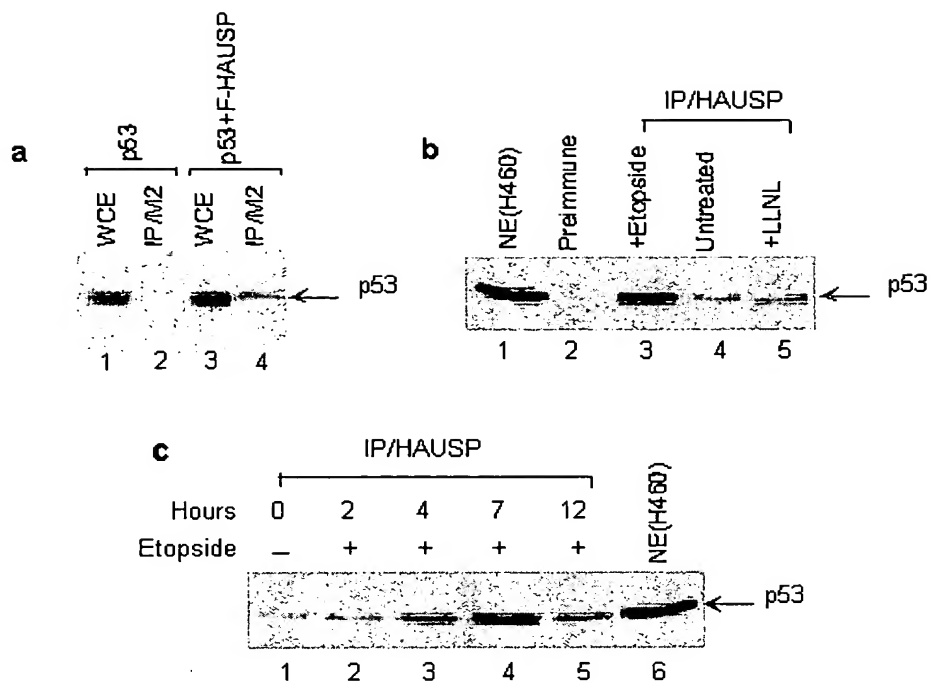 a
p53
p53+F-HAUSP
WCE
IP/M2
WCE
IP/M2
p53
1 2 3 4
b
IP/HAUSP
NE(H460)
Preimmune
+Etopside
Untreated
+LLNL
p53
1 2 3 4 5
c
IP/HAUSP
NE(H460)
Hours 0 2 4 7 12
Etopside – + + + +
p53
1 2 3 4 5 6